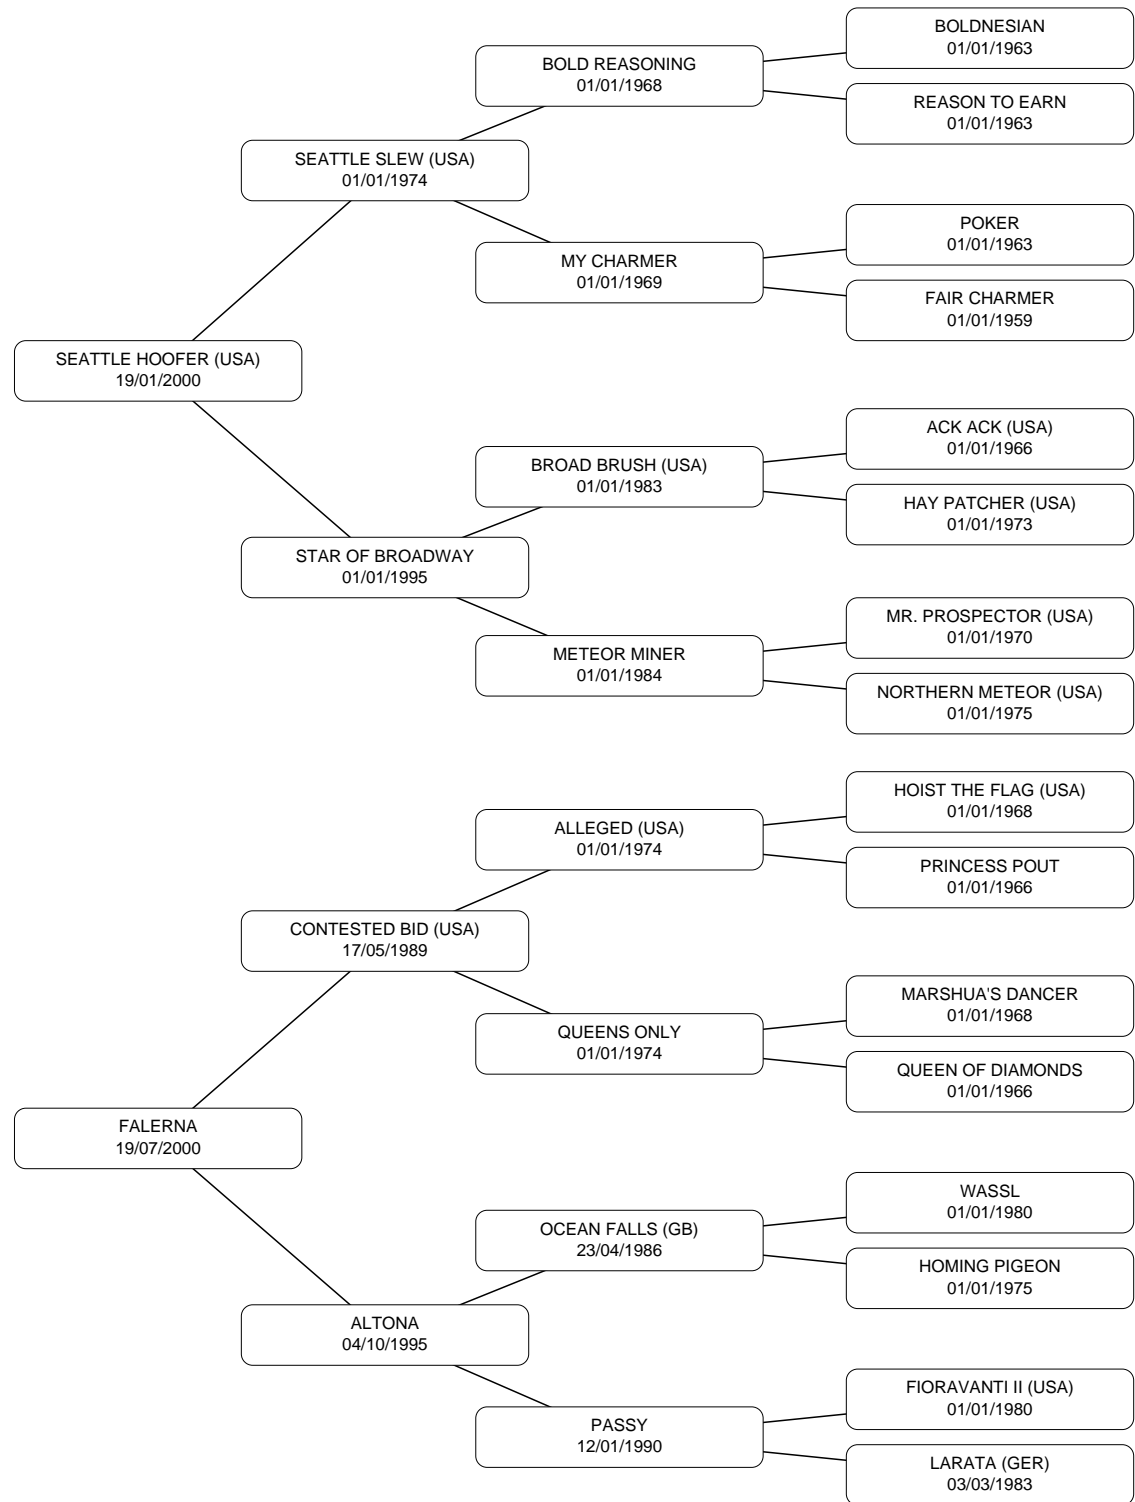 BOLDNESIAN
01/01/1963
BOLD REASONING
01/01/1968
REASON TO EARN
01/01/1963
SEATTLE SLEW (USA)
01/01/1974
POKER
01/01/1963
MY CHARMER
01/01/1969
FAIR CHARMER
01/01/1959
SEATTLE HOOFER (USA)
19/01/2000
ACK ACK (USA)
01/01/1966
BROAD BRUSH (USA)
01/01/1983
HAY PATCHER (USA)
01/01/1973
STAR OF BROADWAY
01/01/1995
MR. PROSPECTOR (USA)
01/01/1970
METEOR MINER
01/01/1984
NORTHERN METEOR (USA)
01/01/1975
HOIST THE FLAG (USA)
01/01/1968
ALLEGED (USA)
01/01/1974
PRINCESS POUT
01/01/1966
CONTESTED BID (USA)
17/05/1989
MARSHUA'S DANCER
01/01/1968
QUEENS ONLY
01/01/1974
QUEEN OF DIAMONDS
01/01/1966
FALERNA
19/07/2000
WASSL
01/01/1980
OCEAN FALLS (GB)
23/04/1986
HOMING PIGEON
01/01/1975
ALTONA
04/10/1995
FIORAVANTI II (USA)
01/01/1980
PASSY
12/01/1990
LARATA (GER)
03/03/1983